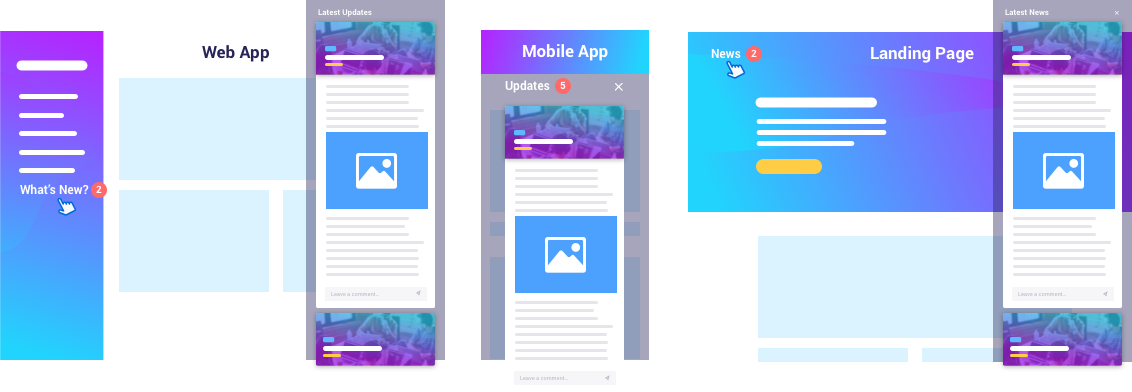 Web App
What's New?
2
Latest Updates
Leave a comment...
Mobile App
Updates
5
Leave a comment...
News
2
Landing Page
Latest News
Leave a comment...